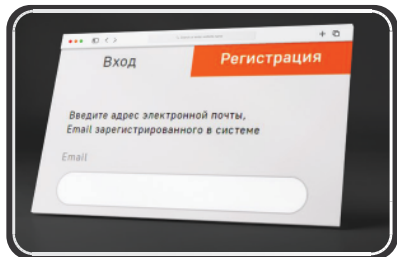 Вход
Регистрация
Введите адрес электронной почты,
Email зарегистрированного в системе
Email